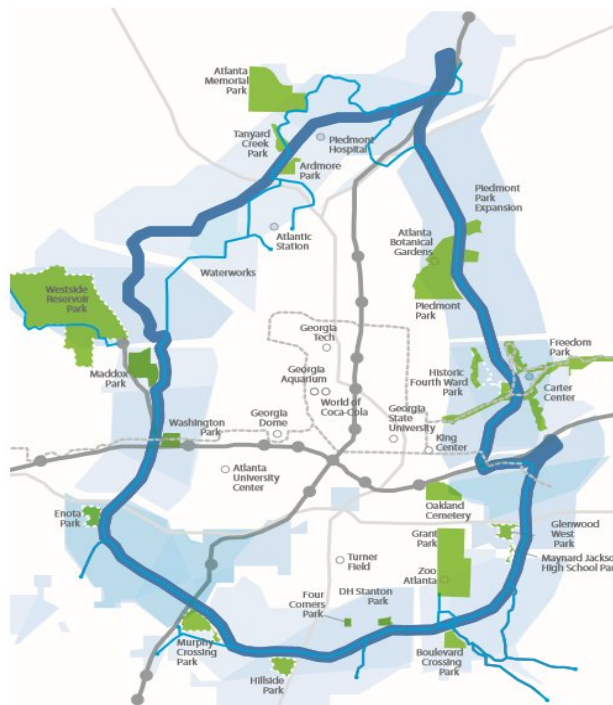 Atlanta
Memorial
Park
Tanyard
Creek
Park
Piedmont
Hospital
Ardmore
Park
Piedmont
Park
Expansion
Atlantic
Station
Atlanta
Botanical
Gardens
Waterworks
Westside
Reservoir
Park
Piedmont
Park
Georgia
Tech
Freedom
Park
Maddox
Park
Georgia
Aquarium
Historic
Fourth Ward
Park
Carter
Center
World of
Coca-Cola
Washington
Park
Georgia
Dome
Georgia
State
University
King
Center
Atlanta
University
Center
Oakland
Cemetery
Enota
Park
Glenwood
West
Park
Grant
Park
Maynard Jackson
High School Park
Turner
Field
Zoo
Atlanta
Four
Corners
Park
DH Stanton
Park
Murphy
Crossing
Park
Boulevard
Crossing
Park
Hillside
Park